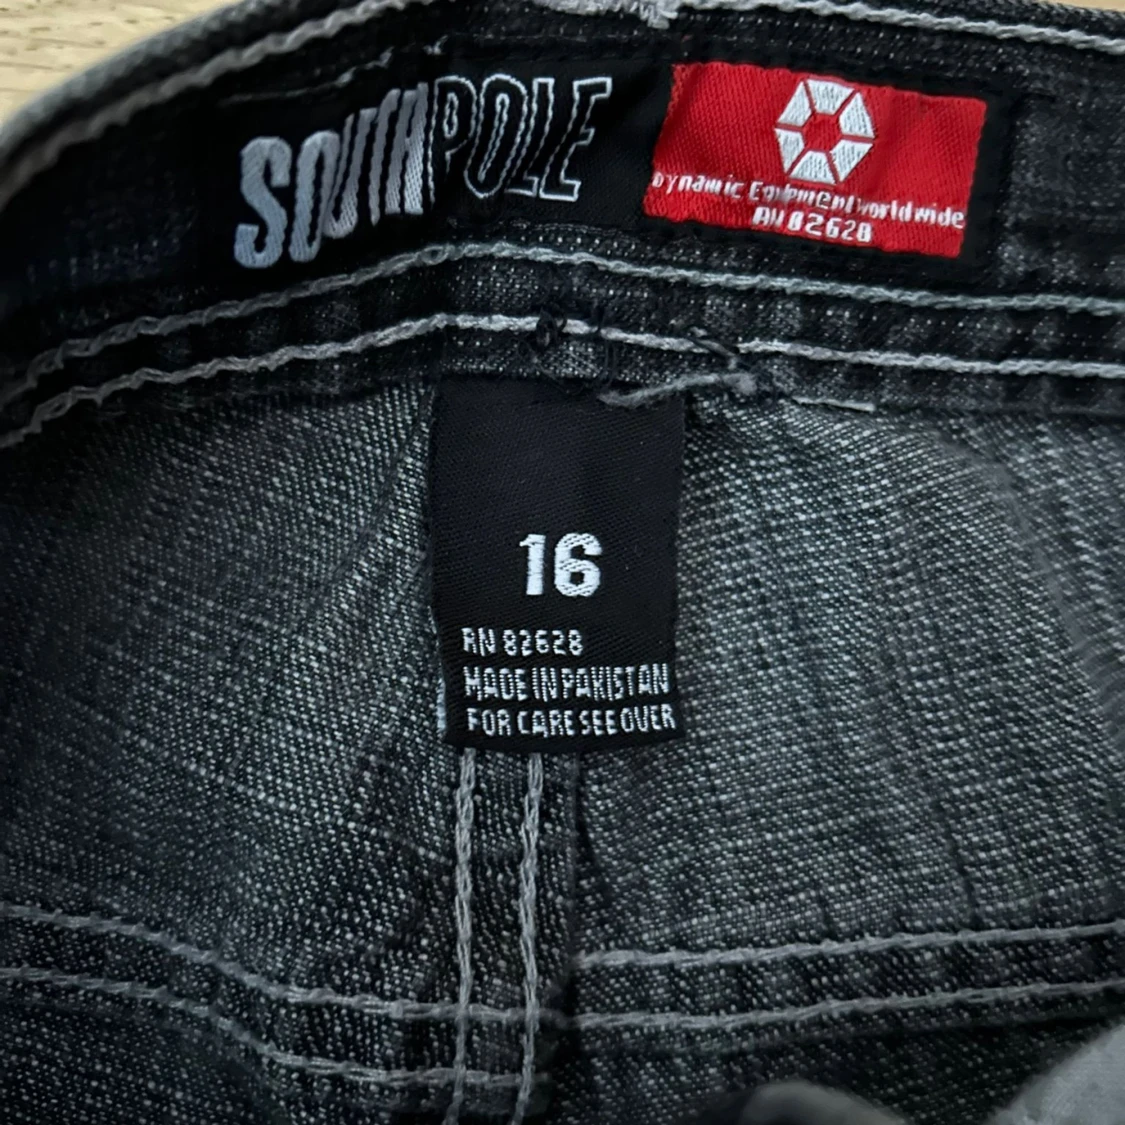 SOUTHPOLE
Dynamic Equipment worldwide
RN 82628
16
RN 82628
MADE IN PAKISTAN
FOR CARE SEE OVER